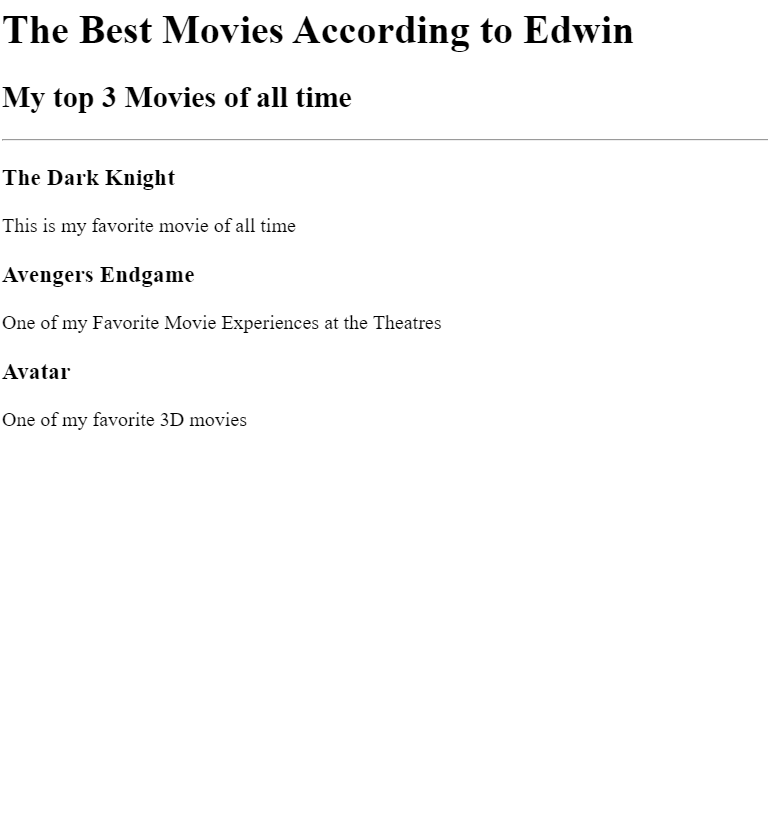 The Best Movies According to Edwin
My top 3 Movies of all time
The Dark Knight
This is my favorite movie of all time
Avengers Endgame
One of my Favorite Movie Experiences at the Theatres
Avatar
One of my favorite 3D movies